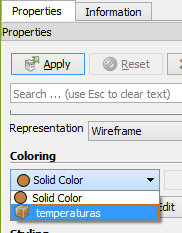 Properties Information
Properties
Apply Reset
Search ... (use Esc to clear text)
Representation Wireframe
Coloring
Solid Color
Solid Color
temperaturas
Styling